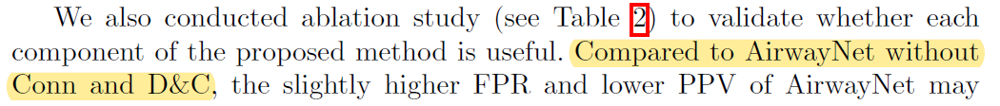 We also conducted ablation study (see Table 2) to validate whether each
component of the proposed method is useful. Compared to AirwayNet without
Conn and D&C, the slightly higher FPR and lower PPV of AirwayNet may